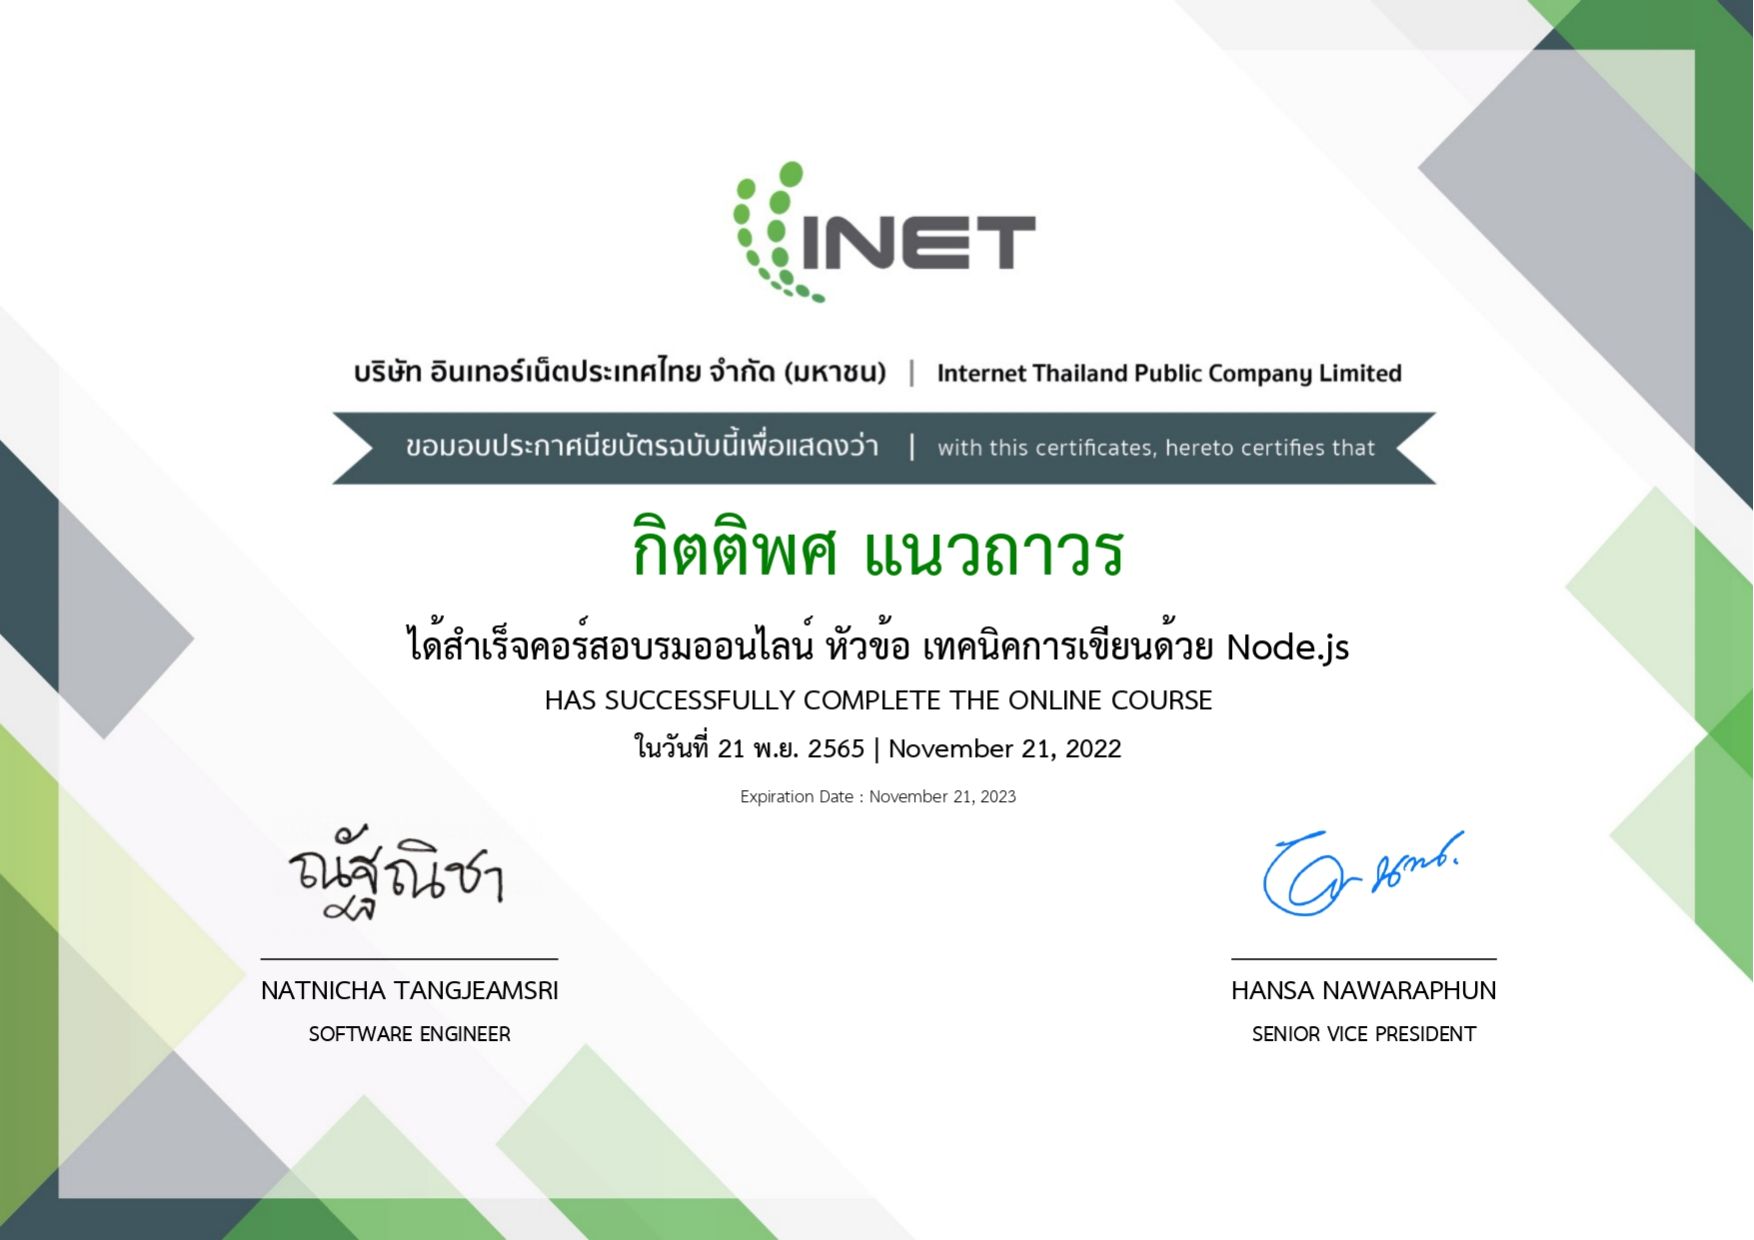 INET
บริษัท อินเทอร์เน็ตประเทศไทย จำกัด (มหาชน) | Internet Thailand Public Company Limited
ขอมอบประกาศนียบัตรฉบับนี้เพื่อแสดงว่า | with this certificates, hereto certifies that
กิตติพศ แนวถาวร
ได้สำเร็จคอร์สอบรมออนไลน์ หัวข้อ เทคนิคการเขียนด้วย Node.js
HAS SUCCESSFULLY COMPLETE THE ONLINE COURSE
ในวันที่ 21 พ.ย. 2565 | November 21, 2022
Expiration Date : November 21, 2023
ณัฐณิชา
NATNICHA TANGJEAMSRI
SOFTWARE ENGINEER
HANSA NAWARAPHUN
SENIOR VICE PRESIDENT